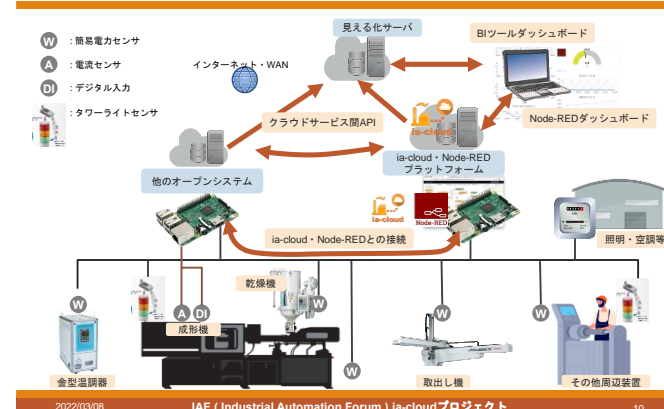 見える化サーバ
BIツールダッシュボード
W
：簡易電力センサ
A
：電流センサ
DI
：デジタル入力
：タワーライトセンサ
インターネット・WAN
クラウドサービス間API
ia-cloud
Node-REDダッシュボード
他のオープンシステム
ia-cloud・Node-RED
プラットフォーム
ia-cloud
Node-RED
ia-cloud・Node-REDとの接続
照明・空調等
乾燥機
W
A
DI
W
W
W
W
成形機
金型温調器
取出し機
その他周辺装置
2022/03/08
IAF ( Industrial Automation Forum ) ia-cloudプロジェクト
10